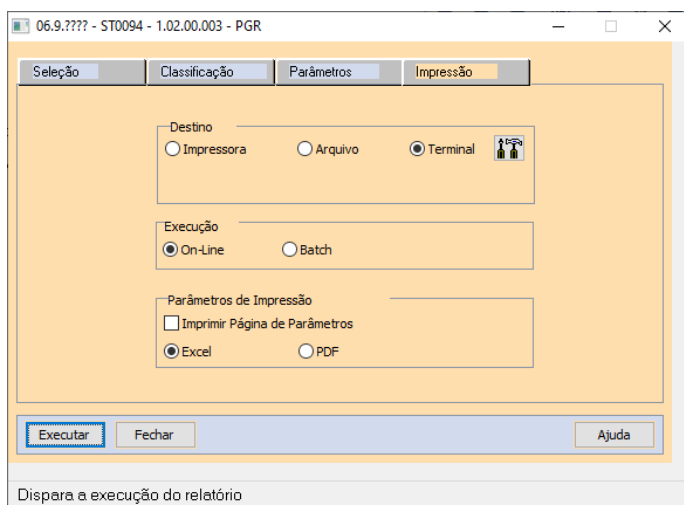 06.9.???? - ST0094 - 1.02.00.003 - PGR
Seleção Classificação Parâmetros Impressão
Destino
Impressora Arquivo Terminal
Execução
On-Line Batch
Parâmetros de Impressão
Imprimir Página de Parâmetros
Excel PDF
Executar Fechar Ajuda
Dispara a execução do relatório